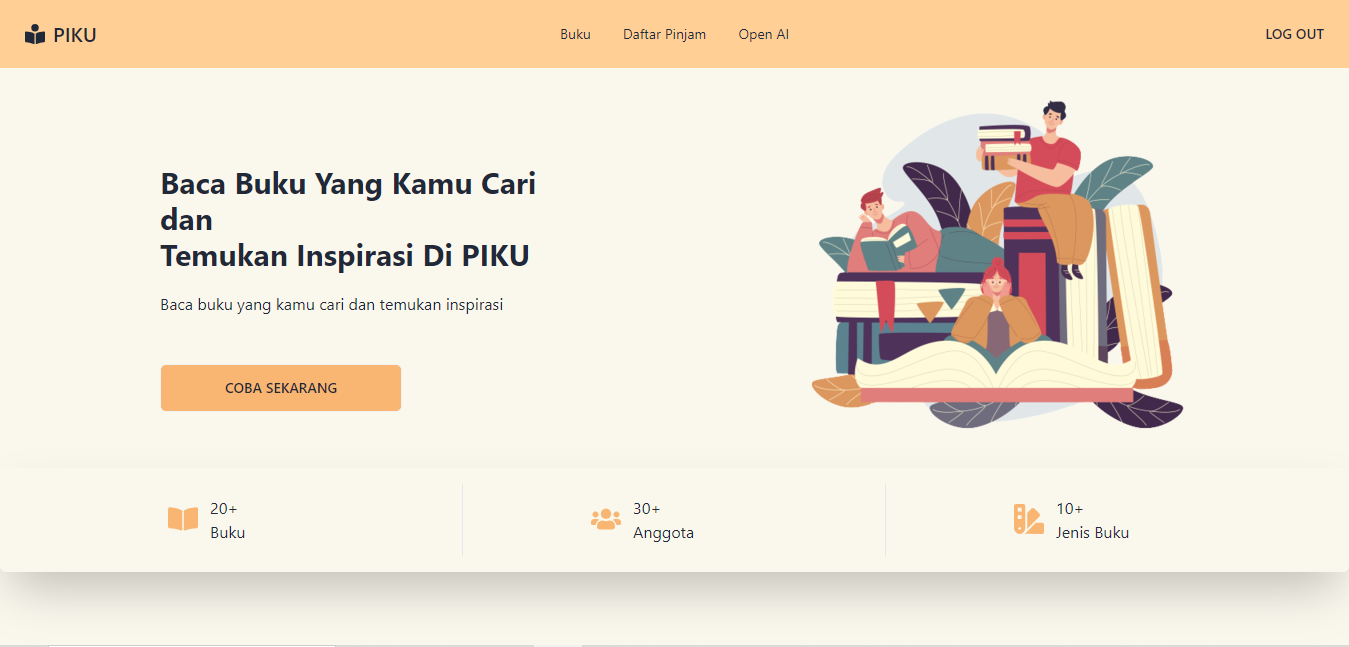 PIKU
Buku
Daftar Pinjam
Open AI
LOG OUT
Baca Buku Yang Kamu Cari
dan
Temukan Inspirasi Di PIKU
Baca buku yang kamu cari dan temukan inspirasi
COBA SEKARANG
20+
Buku
30+
Anggota
10+
Jenis Buku